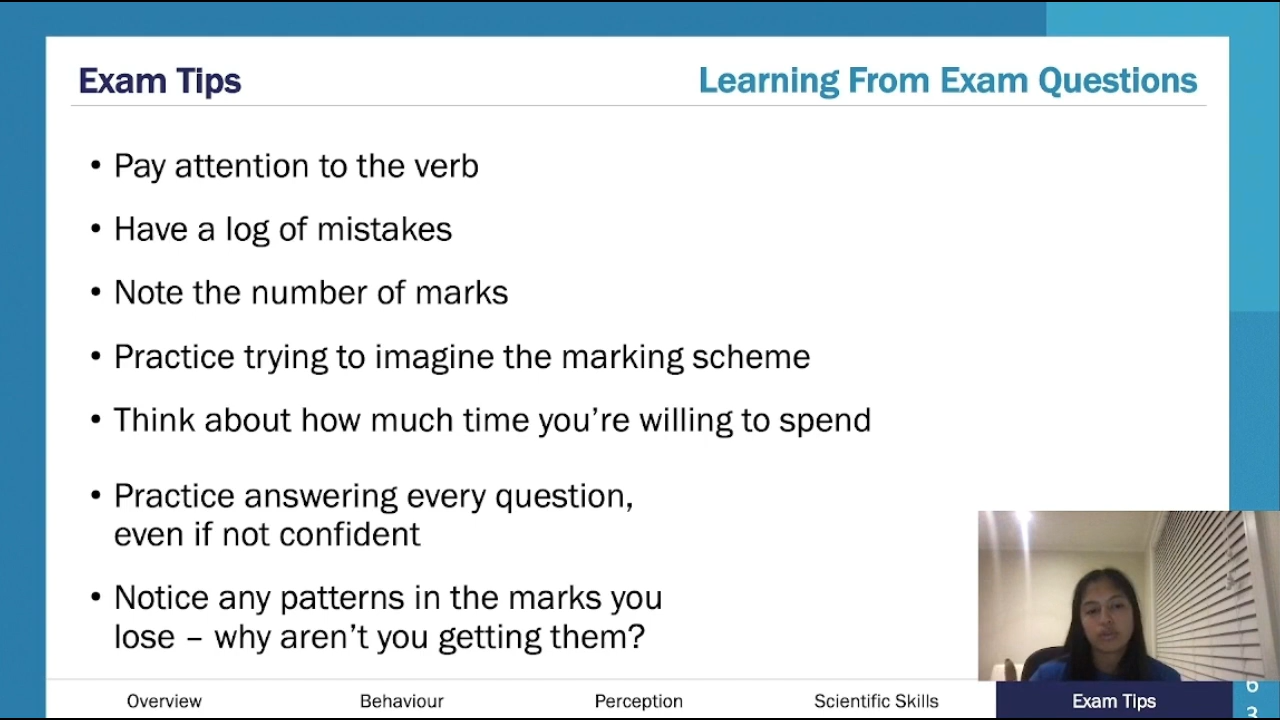 Exam Tips
Learning From Exam Questions
• Pay attention to the verb
• Have a log of mistakes
• Note the number of marks
• Practice trying to imagine the marking scheme
• Think about how much time you’re willing to spend
• Practice answering every question,
even if not confident
• Notice any patterns in the marks you
lose – why aren’t you getting them?
Overview
Behaviour
Perception
Scientific Skills
Exam Tips
6
3